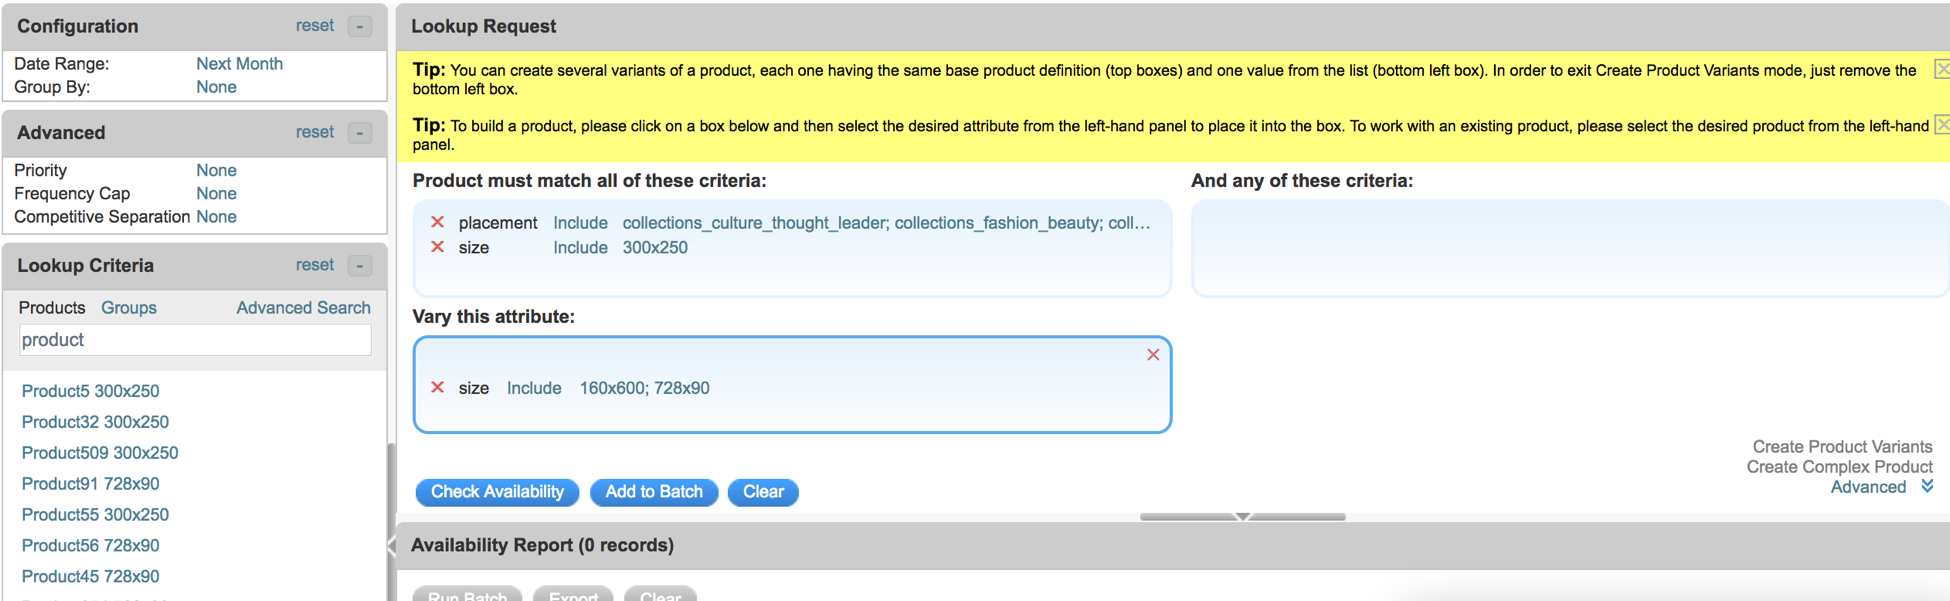 Configuration reset -
Date Range: Next Month
Group By: None
Advanced reset -
Priority None
Frequency Cap None
Competitive Separation None
Lookup Criteria reset -
Products Groups Advanced Search
product
Product5 300x250
Product32 300x250
Product509 300x250
Product91 728x90
Product55 300x250
Product56 728x90
Product45 728x90
Lookup Request
Tip: You can create several variants of a product, each one having the same base product definition (top boxes) and one value from the list (bottom left box). In order to exit Create Product Variants mode, just remove the
bottom left box.
Tip: To build a product, please click on a box below and then select the desired attribute from the left-hand panel to place it into the box. To work with an existing product, please select the desired product from the left-hand
panel.
Product must match all of these criteria:
placement Include collections_culture_thought_leader; collections_fashion_beauty; coll...
size Include 300x250
And any of these criteria:
Vary this attribute:
size Include 160x600; 728x90
Create Product Variants
Create Complex Product
Advanced
Check Availability Add to Batch Clear
Availability Report (0 records)
Run Batch Export Clear